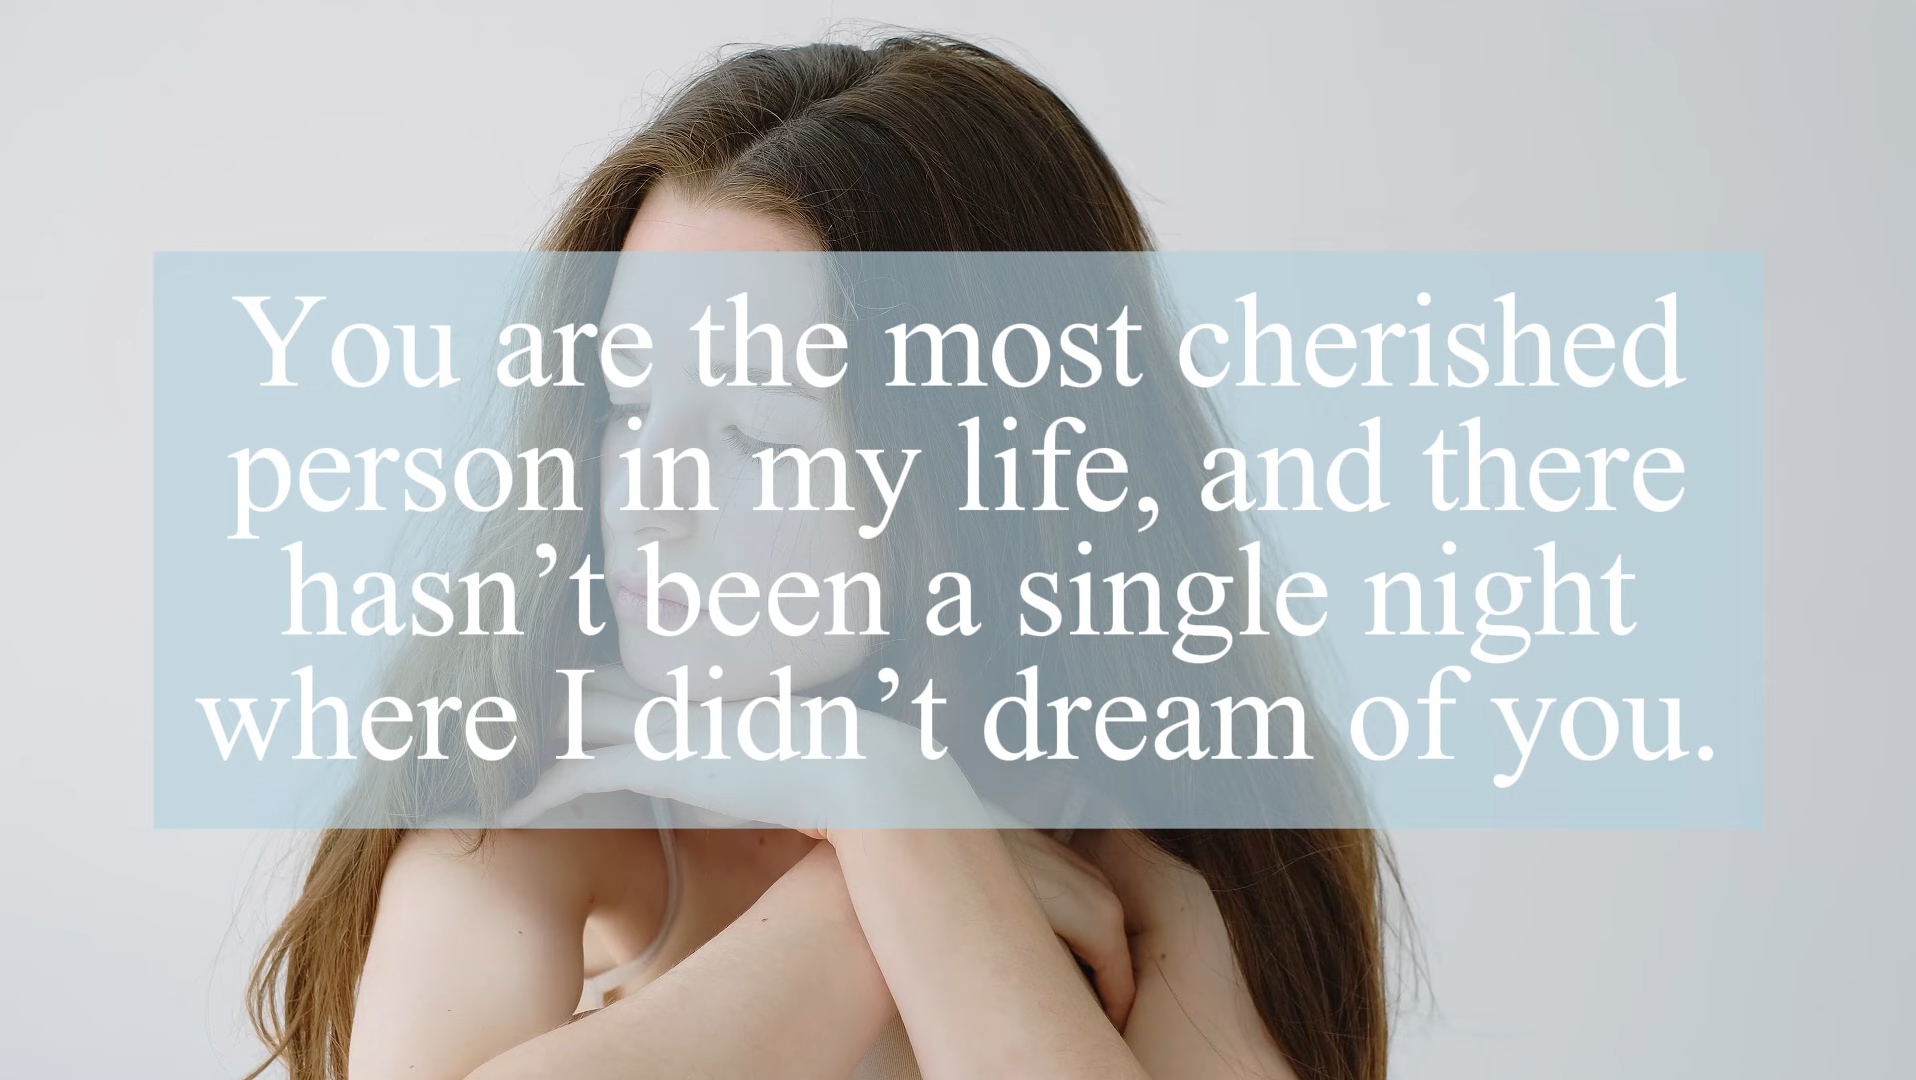 You are the most cherished
person in my life, and there
hasn’t been a single night
where I didn’t dream of you.